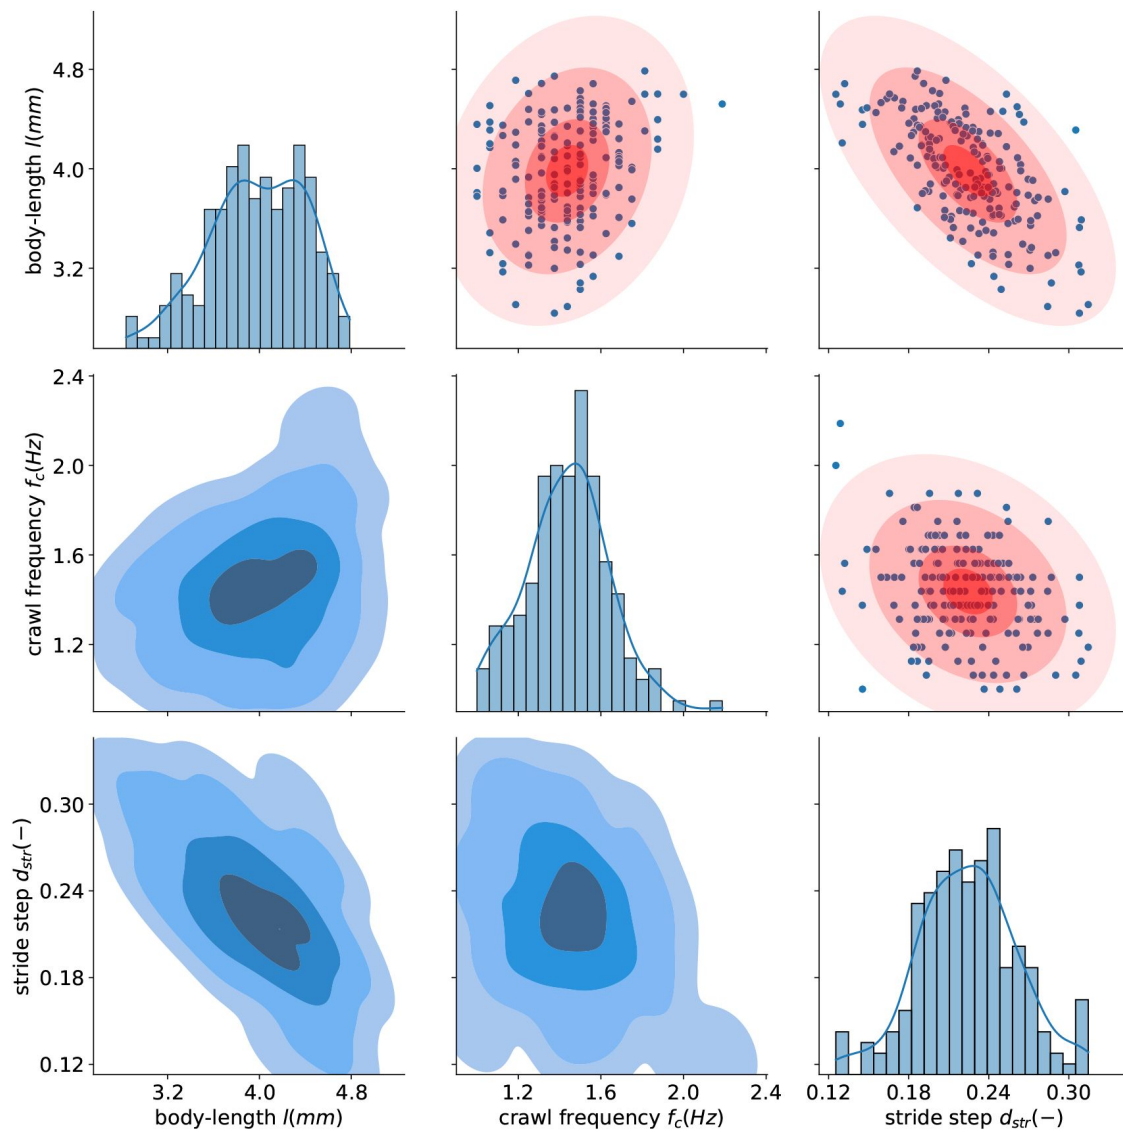 body-length l(mm)
4.8
4.0
3.2
crawl frequency f_c(Hz)
2.4
2.0
1.6
1.2
stride step d_str(−)
0.30
0.24
0.18
0.12
3.2 4.0 4.8
body-length l(mm)
1.2 1.6 2.0 2.4
crawl frequency f_c(Hz)
0.12 0.18 0.24 0.30
stride step d_str(−)